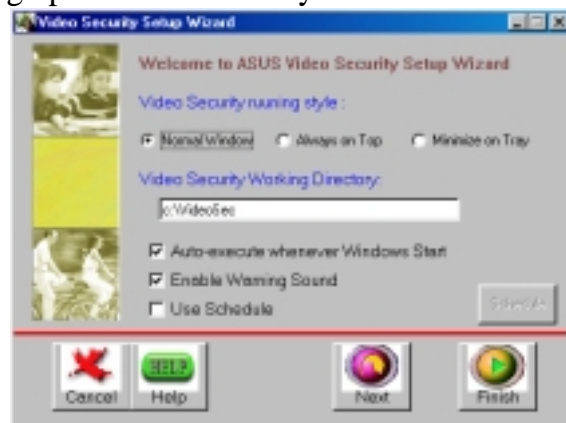 Video Security Setup Wizard
Welcome to ASUS Video Security Setup Wizard
Video Security ruuning style :
Normal Window Always on Top Minimize on Tray
Video Security Working Directory:
c:\VideoSec
Auto-execute whenever Windows Start
Enable Warning Sound
Use Schedule
Schedule
HELP
Cancel Help Next Finish